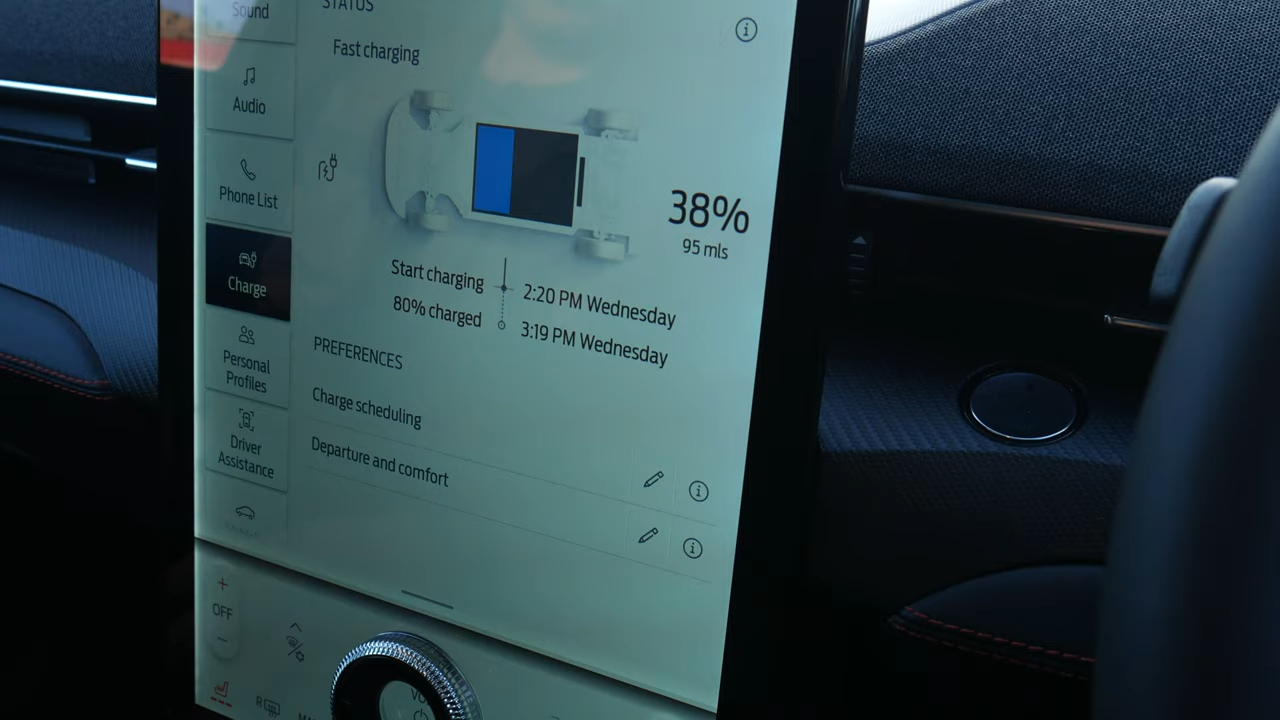 Sound
STATUS
Fast charging
Audio
Phone List
38%
95 mls
Charge
Start charging
2:20 PM Wednesday
80% charged
3:19 PM Wednesday
PREFERENCES
Personal
Profiles
Charge scheduling
Driver
Assistance
Departure and comfort
+
OFF
−
R